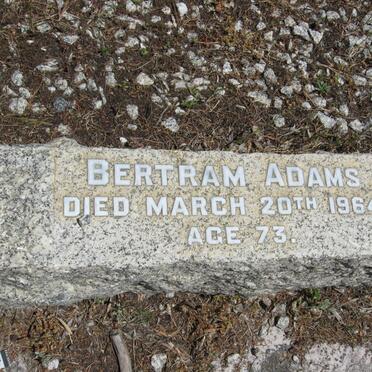 BERTRAM ADAMS
DIED MARCH 20TH 1964
AGE 73.